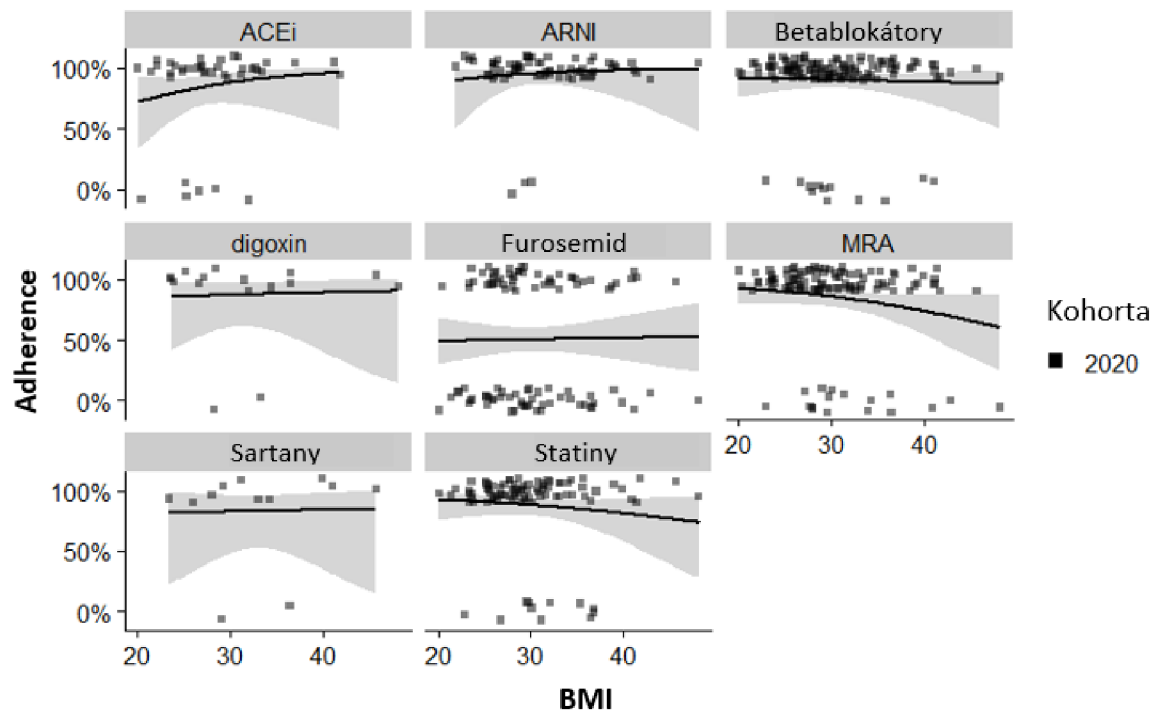 ACEi ARNI Betablokátory
100%
50%
0%
digoxin Furosemid MRA
100%
50%
0%
20 30 40
Sartany Statiny
100%
50%
0%
20 30 40 20 30 40
Adherence
BMI
Kohorta
2020